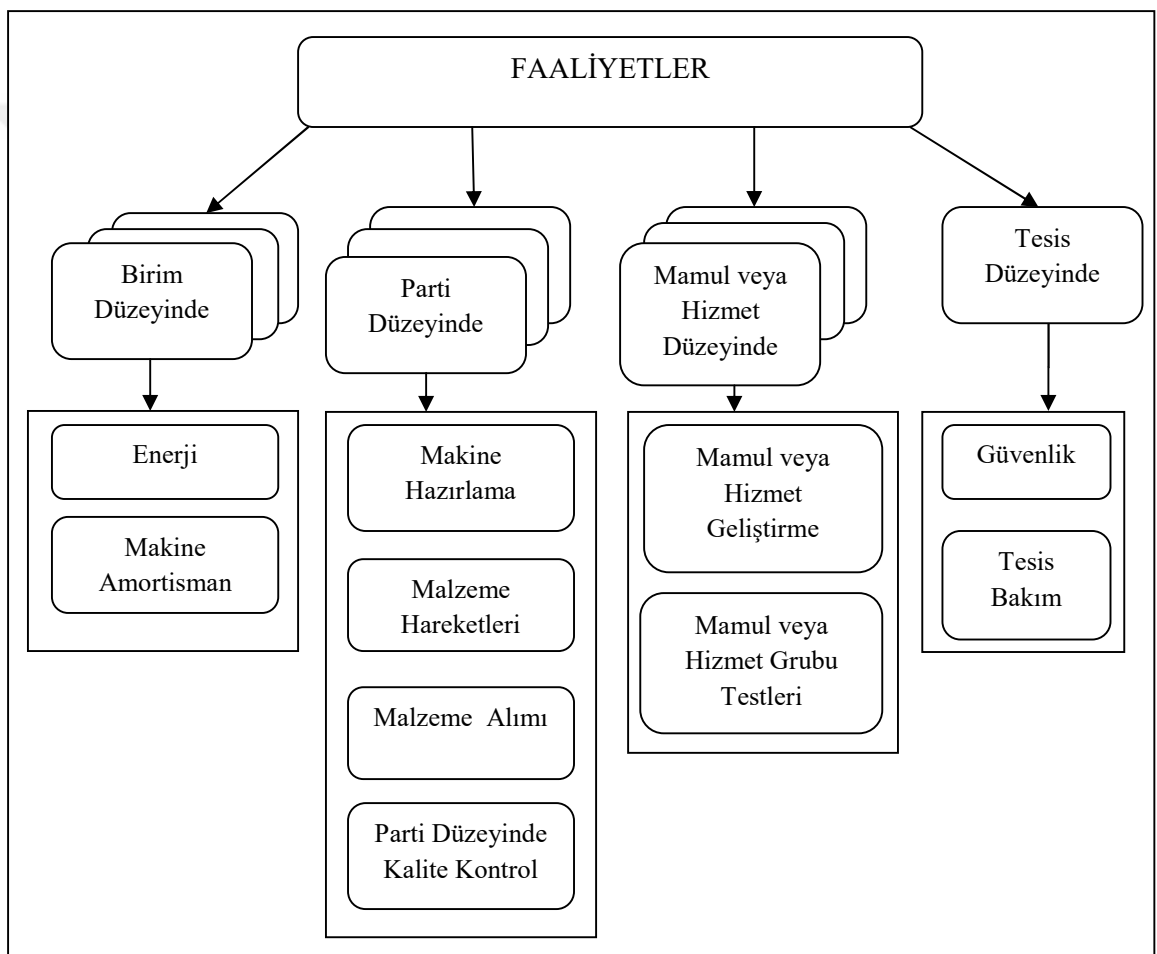 FAALİYETLER
Birim
Düzeyinde
Parti
Düzeyinde
Mamul veya
Hizmet
Düzeyinde
Tesis
Düzeyinde
Enerji
Makine
Amortisman
Makine
Hazırlama
Malzeme
Hareketleri
Malzeme Alımı
Parti Düzeyinde
Kalite Kontrol
Mamul veya
Hizmet
Geliştirme
Mamul veya
Hizmet Grubu
Testleri
Güvenlik
Tesis
Bakım